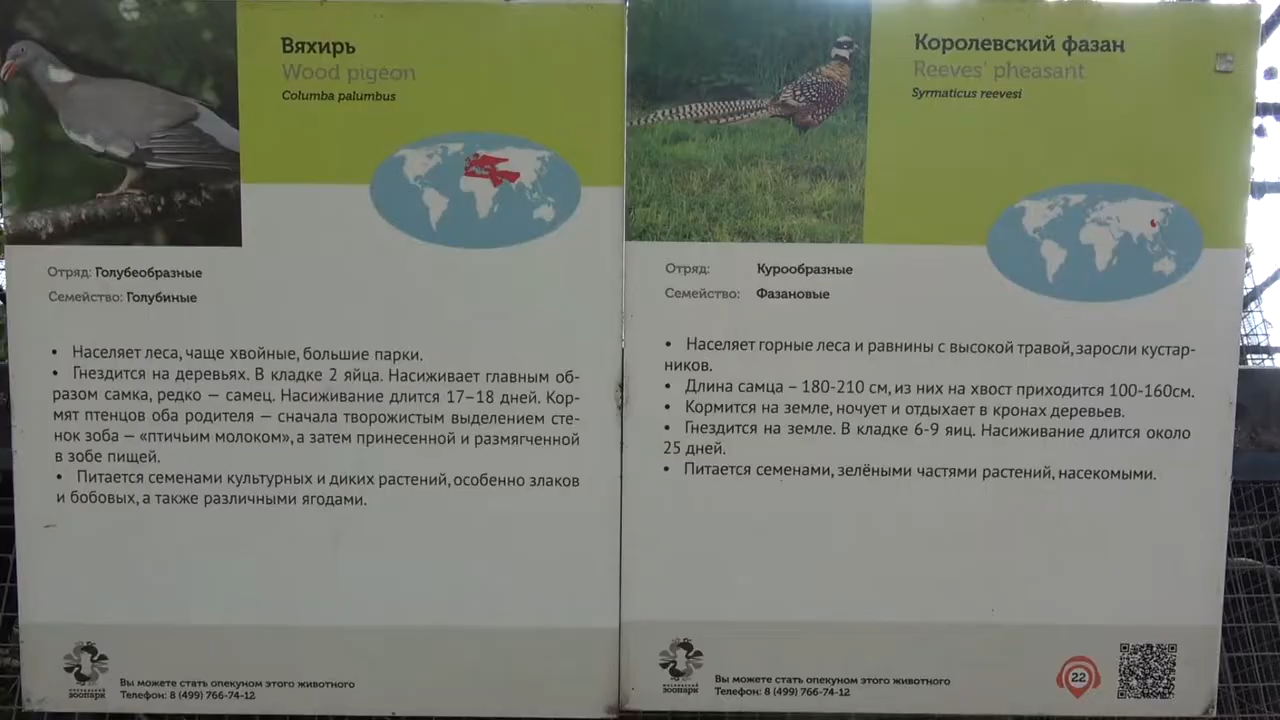 Вяхирь
Wood pigeon
Columba palumbus
Отряд: Голубеобразные
Семейство: Голубиные
• Населяет леса, чаще хвойные, большие парки.
• Гнездится на деревьях. В кладке 2 яйца. Насиживает главным об-
разом самка, редко — самец. Насиживание длится 17–18 дней. Кор-
мят птенцов оба родителя — сначала творожистым выделением сте-
нок зоба — «птичьим молоком», а затем принесенной и размягченной
в зобе пищей.
• Питается семенами культурных и диких растений, особенно злаков
и бобовых, а также различными ягодами.
московский
зоопарк
Вы можете стать опекуном этого животного
Телефон: 8 (499) 766-74-12
Королевский фазан
Reeves' pheasant
Syrmaticus reevesi
Отряд: Курообразные
Семейство: Фазановые
• Населяет горные леса и равнины с высокой травой, заросли кустар-
ников.
• Длина самца – 180-210 см, из них на хвост приходится 100-160см.
• Кормится на земле, ночует и отдыхает в кронах деревьев.
• Гнездится на земле. В кладке 6-9 яиц. Насиживание длится около
25 дней.
• Питается семенами, зелёными частями растений, насекомыми.
московский
зоопарк
Вы можете стать опекуном этого животного
Телефон: 8 (499) 766-74-12
22